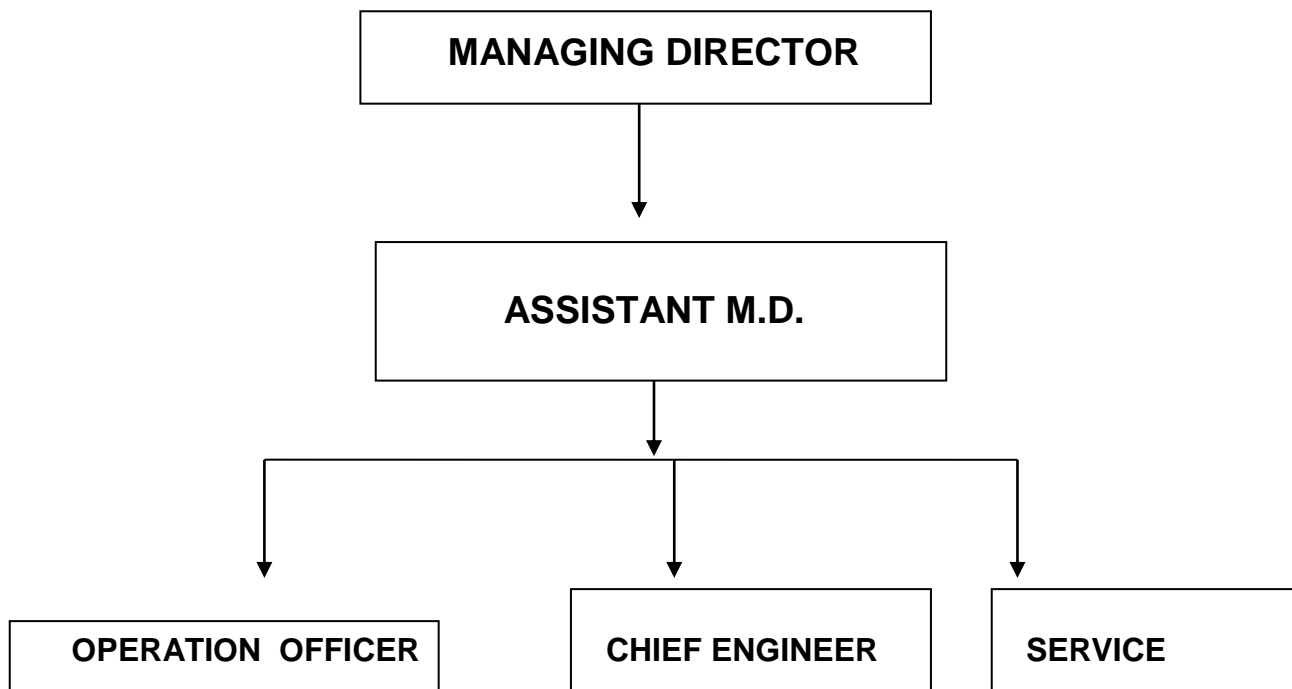 MANAGING DIRECTOR
ASSISTANT M.D.
OPERATION OFFICER
CHIEF ENGINEER
SERVICE